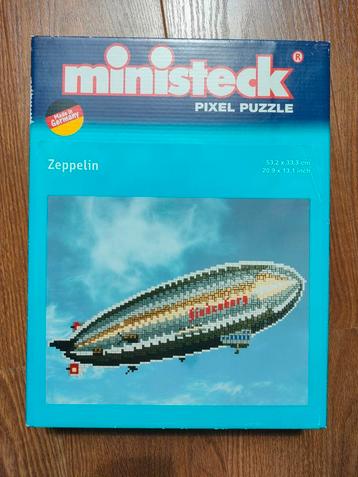 ministeck®
PIXEL PUZZLE
Made in
Germany
Zeppelin
53,2 x 33,3 cm
20.9 x 13.1 inch
Hindenburg